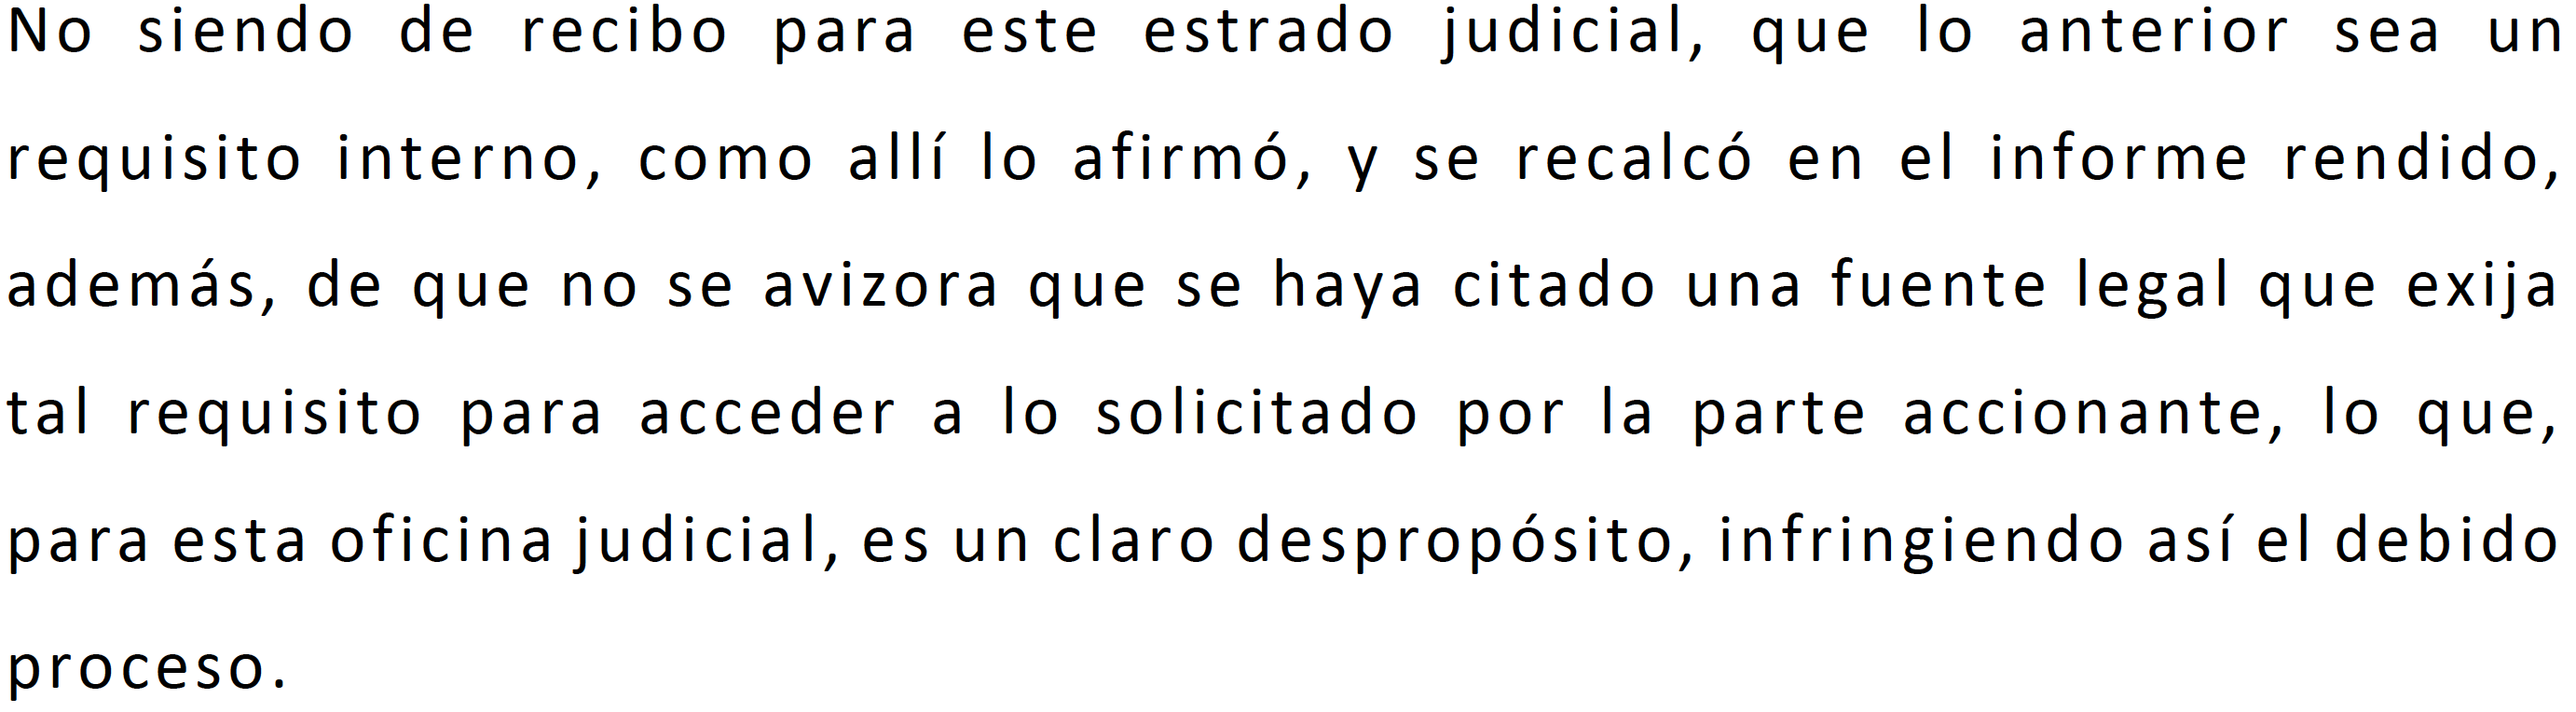 No siendo de recibo para este estrado judicial, que lo anterior sea un
requisito interno, como allí lo afirmó, y se recalcó en el informe rendido,
además, de que no se avizora que se haya citado una fuente legal que exija
tal requisito para acceder a lo solicitado por la parte accionante, lo que,
para esta oficina judicial, es un claro despropósito, infringiendo así el debido
proceso.